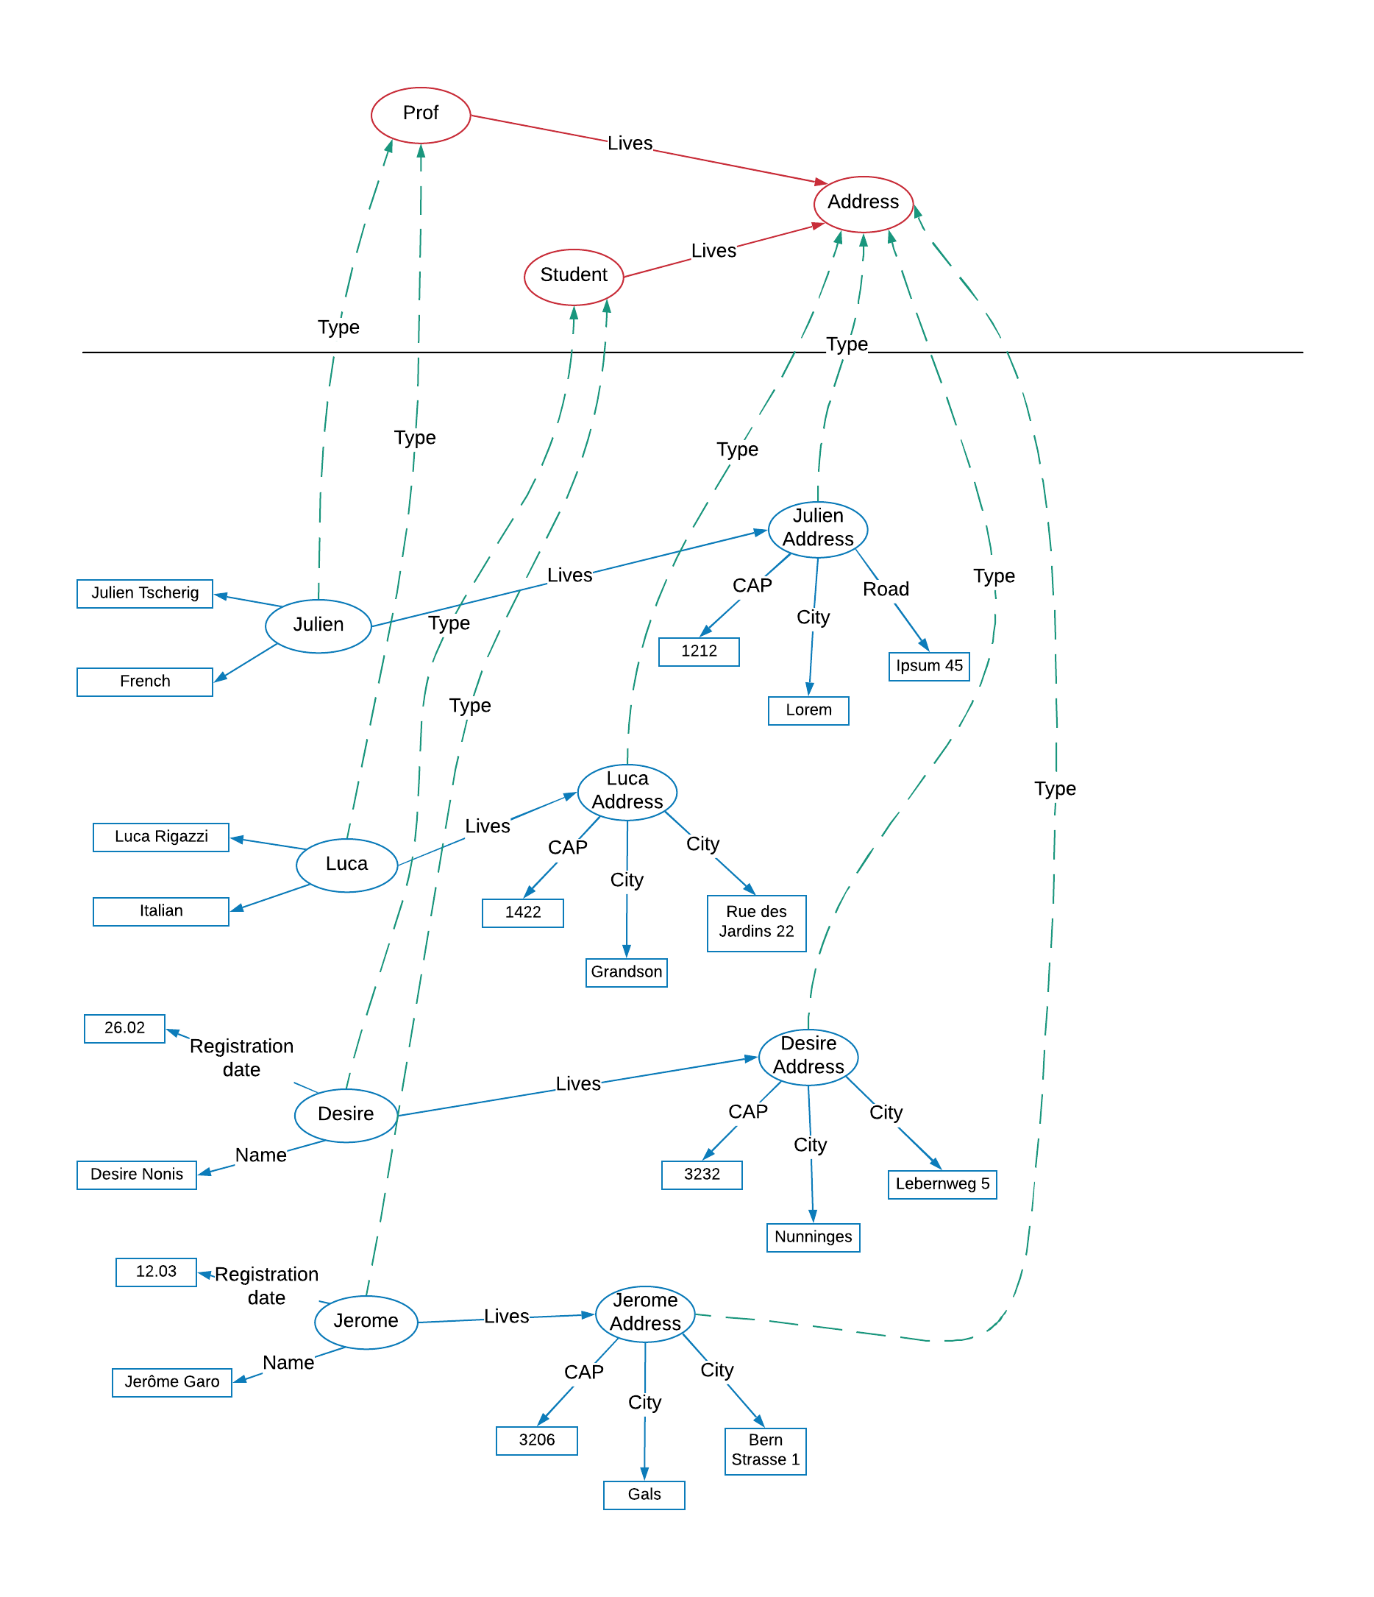 Prof
Lives
Address
Lives
Student
Type
Type
Type
Type
Julien
Address
Lives
Type
CAP
Road
Julien Tscherig
City
Julien
Type
1212
Ipsum 45
French
Type
Lorem
Luca
Address
Type
Lives
Luca Rigazzi
City
CAP
Luca
City
Italian
1422
Rue des
Jardins 22
Grandson
26.02
Registration
date
Desire
Address
Lives
Desire
CAP
City
City
Name
Desire Nonis
3232
Lebernweg 5
Nunninges
12.03
Registration
date
Jerome
Address
Lives
Jerome
Name
CAP
City
Jerôme Garo
City
3206
Bern
Strasse 1
Gals